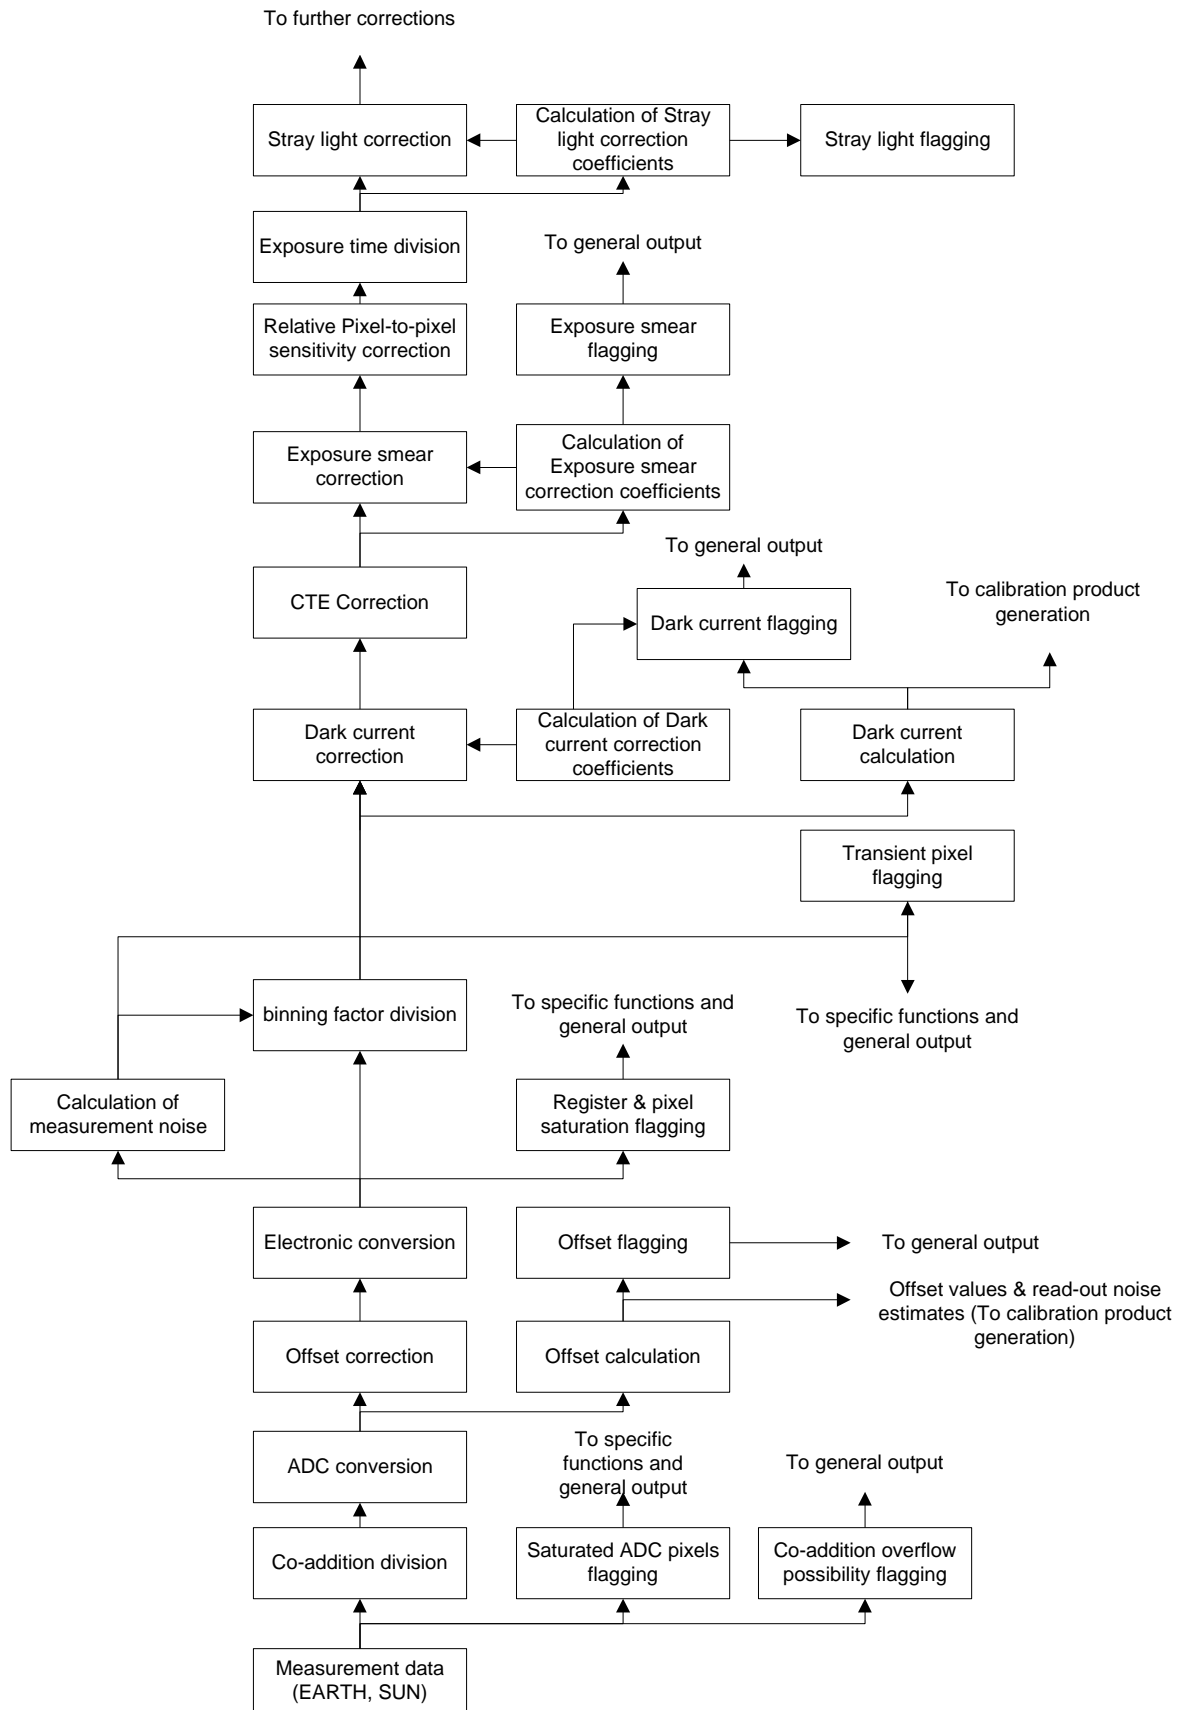 To further corrections
Stray light correction
Calculation of Stray
light correction
coefficients
Stray light flagging
Exposure time division
To general output
Relative Pixel-to-pixel
sensitivity correction
Exposure smear
flagging
Exposure smear
correction
Calculation of
Exposure smear
correction coefficients
To general output
CTE Correction
Dark current flagging
To calibration product
generation
Dark current
correction
Calculation of Dark
current correction
coefficients
Dark current
calculation
Transient pixel
flagging
binning factor division
To specific functions and
general output
To specific functions and
general output
Calculation of
measurement noise
Register & pixel
saturation flagging
Electronic conversion
Offset flagging
To general output
Offset values & read-out noise
estimates (To calibration product
generation)
Offset correction
Offset calculation
ADC conversion
To specific
functions and
general output
To general output
Co-addition division
Saturated ADC pixels
flagging
Co-addition overflow
possibility flagging
Measurement data
(EARTH, SUN)